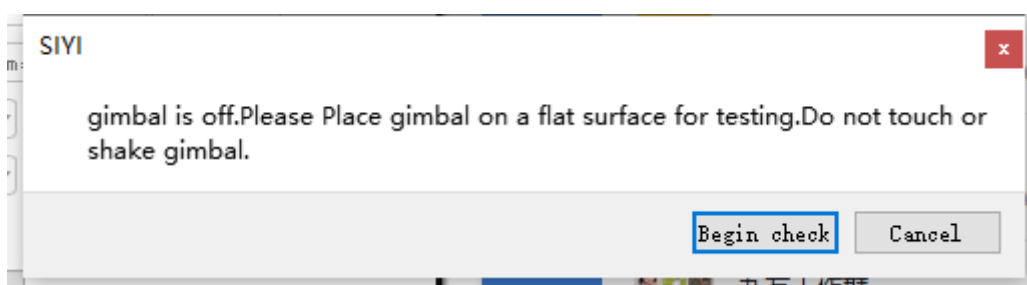 SIYI
m:
gimbal is off.Please Place gimbal on a flat surface for testing.Do not touch or
shake gimbal.
Begin check
Cancel